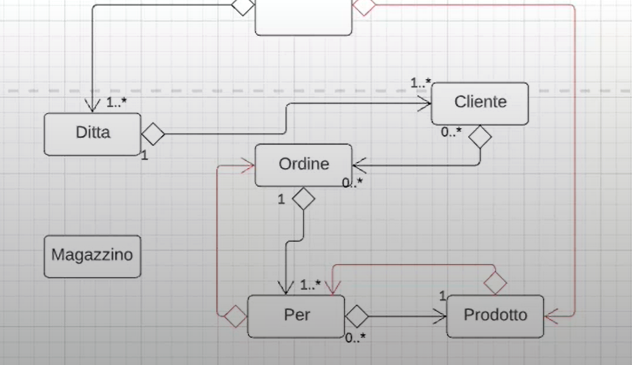 1..*
1..*
Cliente
Ditta
0..*
1
Ordine
0..*
1
Magazzino
1..*
1
Per
Prodotto
0..*